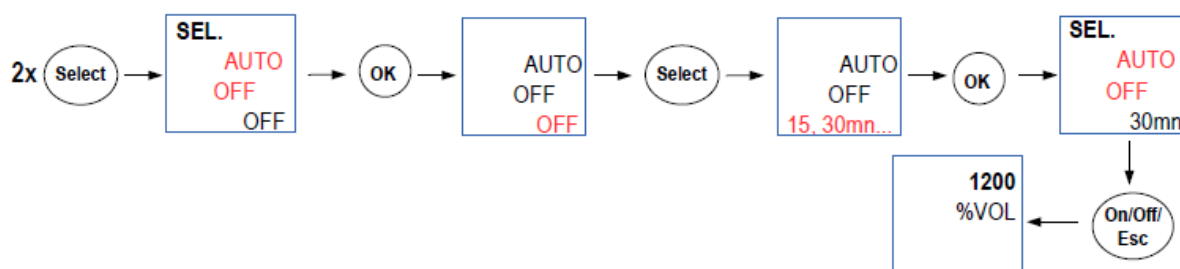 2x
Select
SEL.
AUTO
OFF
OFF
OK
AUTO
OFF
OFF
Select
AUTO
OFF
15, 30mn...
OK
SEL.
AUTO
OFF
30mn
On/Off/
Esc
1200
%VOL